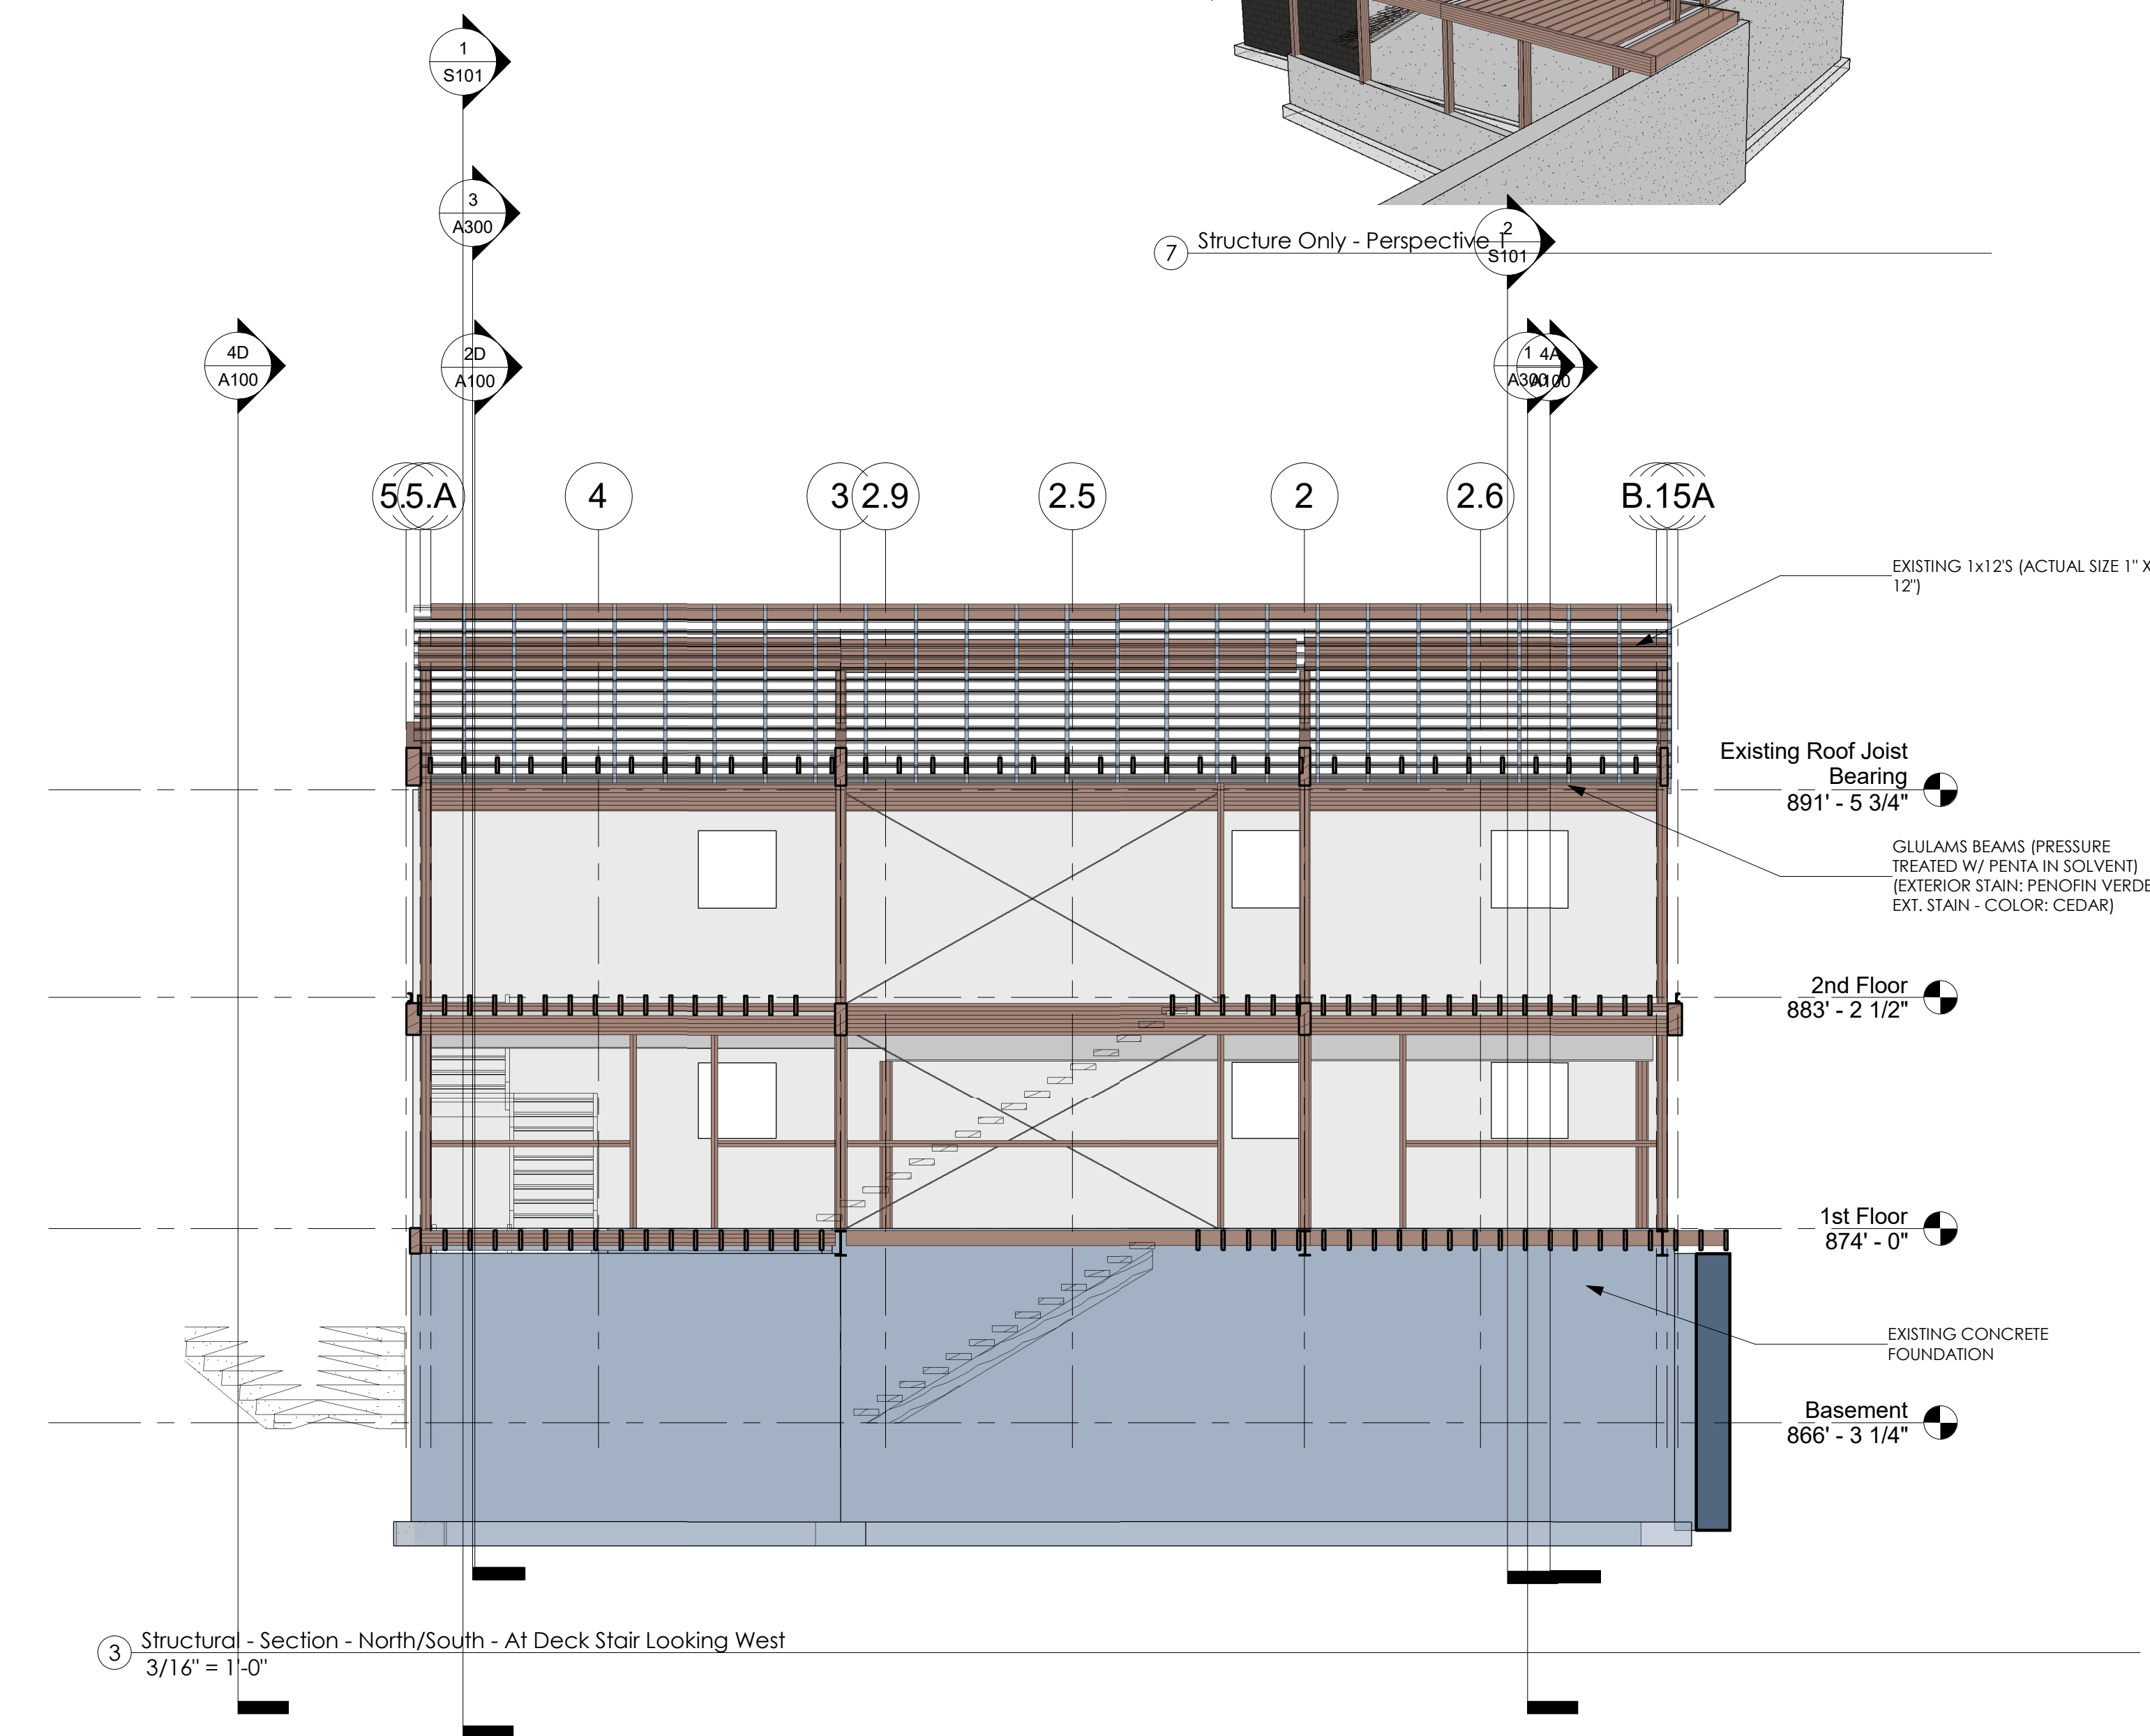 1
S101
3
A300
7
Structure Only - Perspective 1
2
S101
4D
A100
2D
A100
1
A300
4A
A100
5.
5.A
4
3
2.9
2.5
2
2.6
B.1
5A
EXISTING 1x12'S (ACTUAL SIZE 1" X
12")
Existing Roof Joist
Bearing
891' - 5 3/4"
GLULAMS BEAMS (PRESSURE
TREATED W/ PENTA IN SOLVENT)
(EXTERIOR STAIN: PENOFIN VERDE
EXT. STAIN - COLOR: CEDAR)
2nd Floor
883' - 2 1/2"
1st Floor
874' - 0"
EXISTING CONCRETE
FOUNDATION
Basement
866' - 3 1/4"
3
Structural - Section - North/South - At Deck Stair Looking West
3/16" = 1'-0"